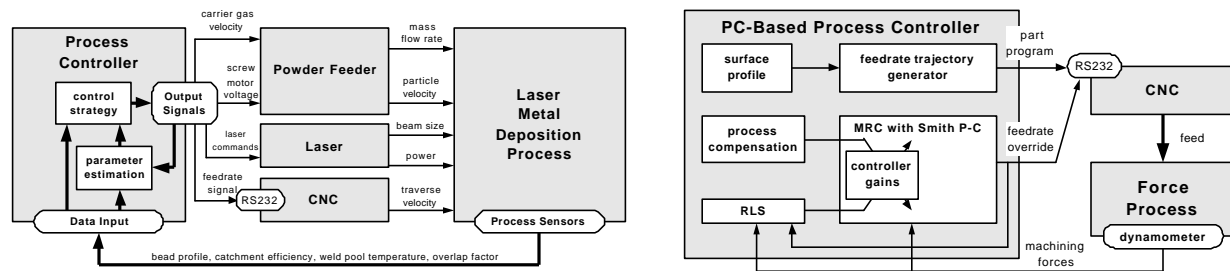 Process
Controller
control
strategy
parameter
estimation
Data Input
Output
Signals
carrier gas
velocity
screw
motor
voltage
laser
commands
feedrate
signal
RS232
Powder Feeder
Laser
CNC
mass
flow rate
particle
velocity
beam size
power
traverse
velocity
Laser
Metal
Deposition
Process
Process Sensors
bead profile, catchment efficiency, weld pool temperature, overlap factor
PC-Based Process Controller
surface
profile
feedrate trajectory
generator
process
compensation
MRC with Smith P-C
controller
gains
RLS
part
program
feedrate
override
RS232
CNC
feed
Force
Process
dynamometer
machining
forces